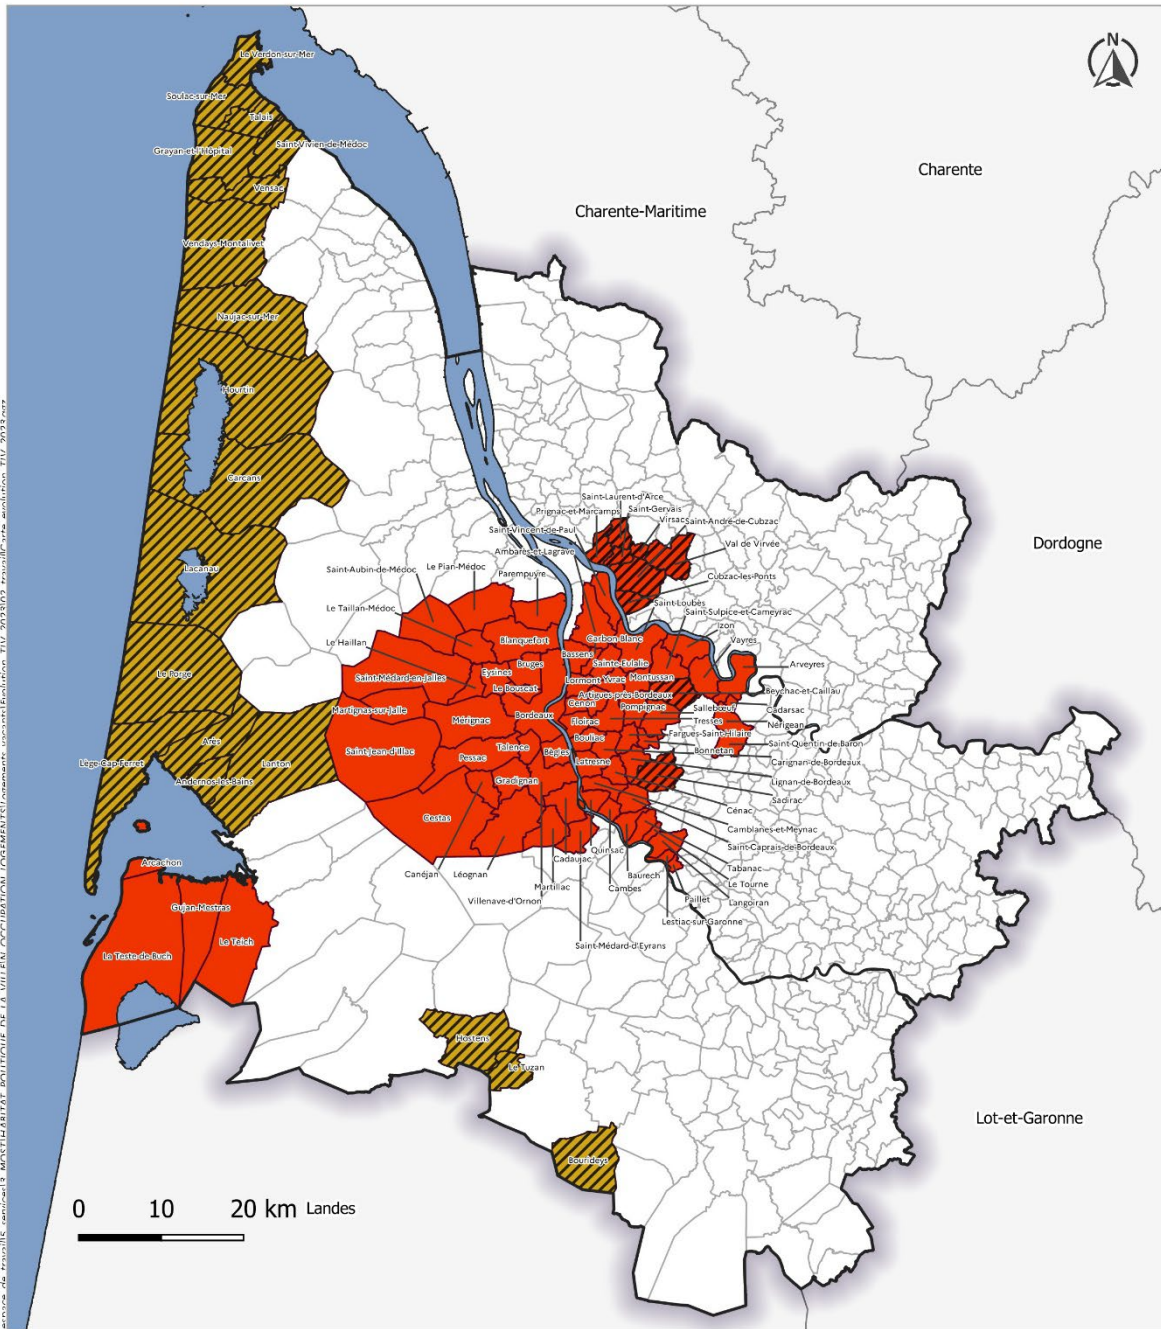 N
Le Verdon-sur-Mer
Soulac-sur-Mer
Talais
Grayan-et-l'Hôpital
Saint-Vivien-de-Médoc
Vensac
Vendays-Montalivet
Charente
Charente-Maritime
Naujac-sur-Mer
Hourtin
Carcans
Saint-Laurent-d'Arce
Prignac-et-Marcamps
Saint-Gervais
Virsac
Saint-André-de-Cubzac
Saint-Vincent-de-Paul
Val de Virvée
Dordogne
Ambarès-et-Lagrave
Lacanau
Saint-Aubin-de-Médoc
Le Pian-Médoc
Parempuyre
Cubzac-les-Ponts
Le Taillan-Médoc
Saint-Loubès
Saint-Sulpice-et-Cameyrac
Izon
Le Haillan
Blanquefort
Carbon-Blanc
Vayres
Bassens
Bruges
Sainte-Eulalie
Arveyres
Le Porge
Saint-Médard-en-Jalles
Eysines
Lormont
Yvrac
Montussan
Le Bouscat
Artigues-près-Bordeaux
Beychac-et-Caillau
Martignas-sur-Jalle
Mérignac
Bordeaux
Cenon
Pompignac
Sallebœuf
Cadarsac
Floirac
Tresses
Nérigean
Arès
Saint-Jean-d'Illac
Talence
Bègles
Bouliac
Fargues-Saint-Hilaire
Saint-Quentin-de-Baron
Lège-Cap-Ferret
Lanton
Pessac
Latresne
Bonnetan
Carignan-de-Bordeaux
Andernos-les-Bains
Gradignan
Lignan-de-Bordeaux
Sadirac
Cestas
Cénac
Camblanes-et-Meynac
Quinsac
Saint-Caprais-de-Bordeaux
Arcachon
Cadaujac
Tabanac
Canéjan
Léognan
Martillac
Cambes
Baurech
Le Tourne
Gujan-Mestras
Villenave-d'Ornon
Paillet
Langoiran
Lestiac-sur-Garonne
La Teste-de-Buch
Le Teich
Saint-Médard-d'Eyrans
Hostens
Le Tuzan
Lot-et-Garonne
Bourideys
0 10 20 km
Landes